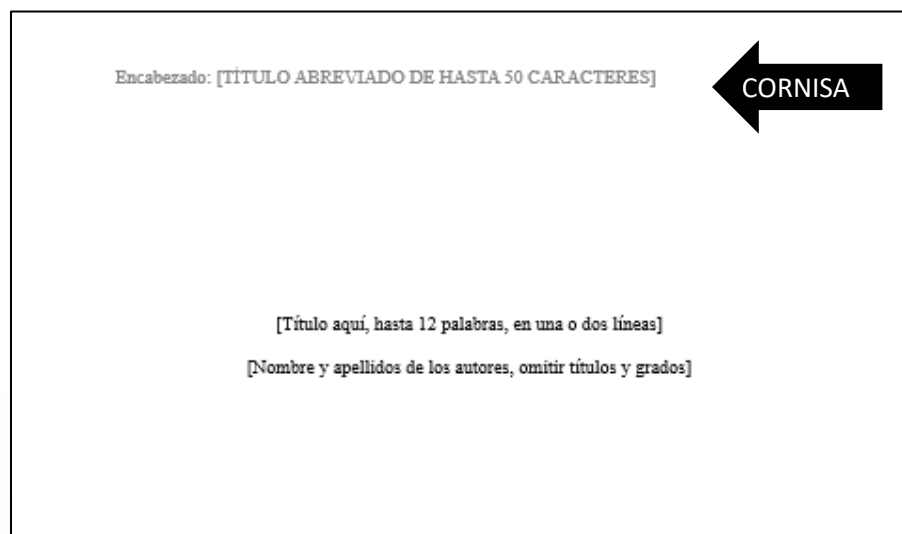 Encabezado: [TÍTULO ABREVIADO DE HASTA 50 CARACTERES]
CORNISA
[Título aquí, hasta 12 palabras, en una o dos líneas]
[Nombre y apellidos de los autores, omitir títulos y grados]